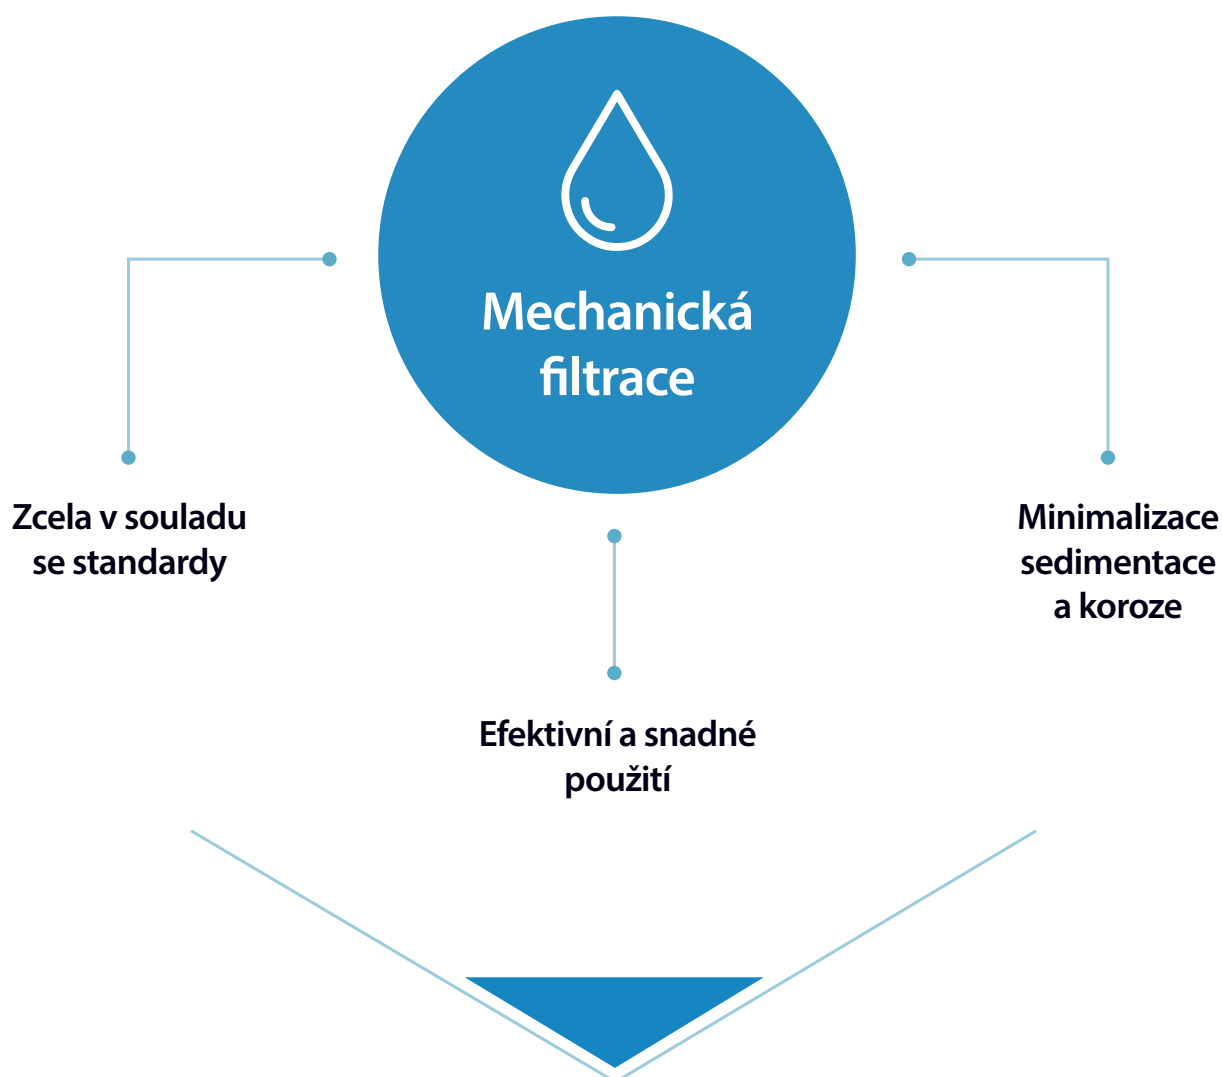 Mechanická
filtrace
Zcela v souladu
se standardy
Efektivní a snadné
použití
Minimalizace
sedimentace
a koroze